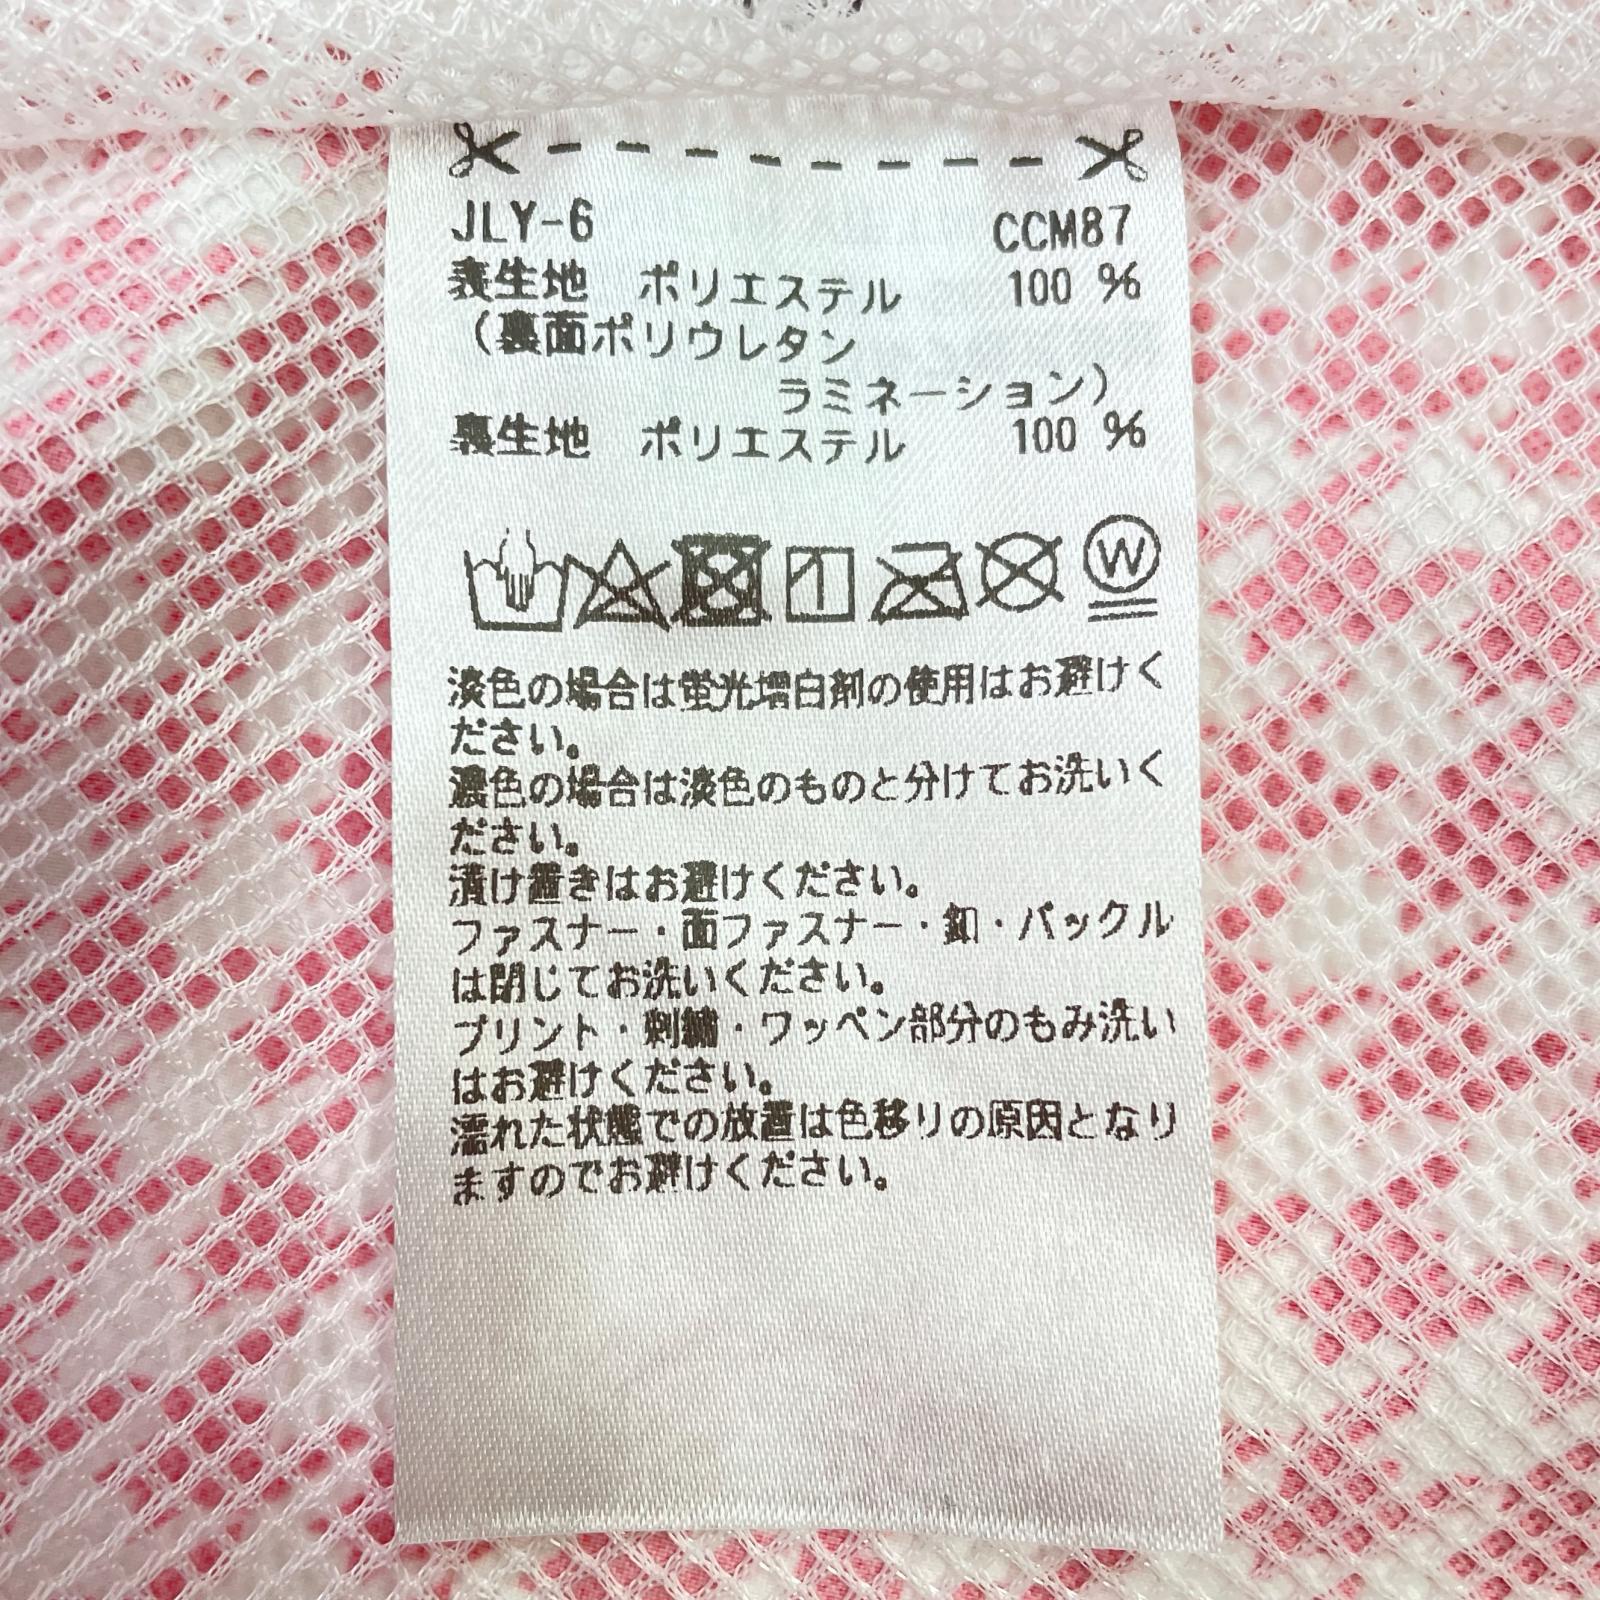 JLY-6 CCM87
表生地 ポリエステル 100 %
（裏面ポリウレタン
ラミネーション）
裏生地 ポリエステル 100 %
W
淡色の場合は蛍光増白剤の使用はお避けく
ださい。
濃色の場合は淡色のものと分けてお洗いく
ださい。
漬け置きはお避けください。
ファスナー・面ファスナー・釦・バックル
は閉じてお洗いください。
プリント・刺繍・ワッペン部分のもみ洗い
はお避けください。
濡れた状態での放置は色移りの原因となり
ますのでお避けください。